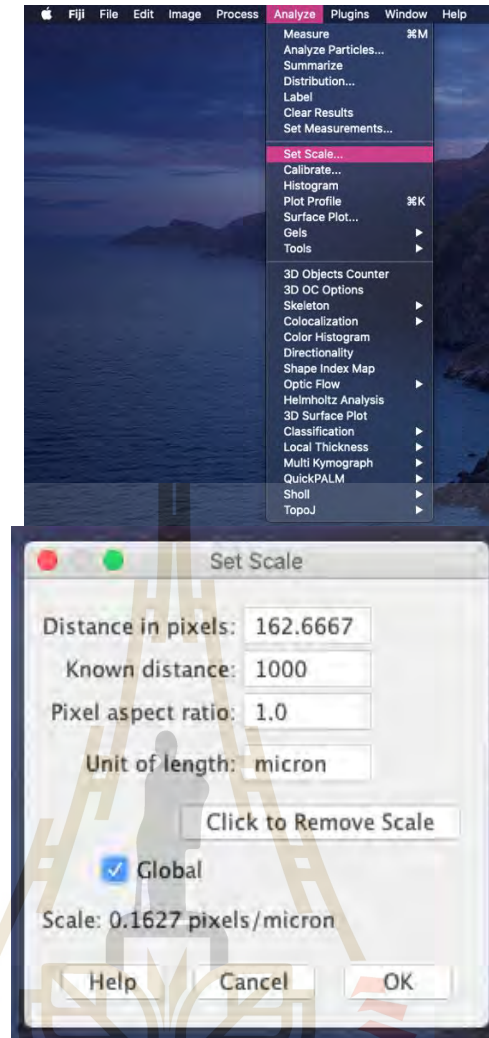 Fiji File Edit Image Process Analyze Plugins Window Help
Measure ⌘M
Analyze Particles...
Summarize
Distribution...
Label
Clear Results
Set Measurements...
Set Scale...
Calibrate...
Histogram
Plot Profile ⌘K
Surface Plot...
Gels
Tools
3D Objects Counter
3D OC Options
Skeleton
Colocalization
Color Histogram
Directionality
Shape Index Map
Optic Flow
Helmholtz Analysis
3D Surface Plot
Classification
Local Thickness
Multi Kymograph
QuickPALM
Sholl
TopoJ
Set Scale
Distance in pixels: 162.6667
Known distance: 1000
Pixel aspect ratio: 1.0
Unit of length: micron
Click to Remove Scale
Global
Scale: 0.1627 pixels/micron
Help Cancel OK